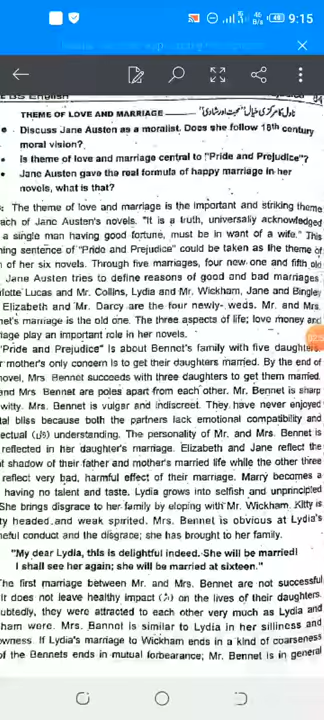 9:15
BS English
THEME OF LOVE AND MARRIAGE
Discuss Jane Austen as a moralist. Does she follow 18th century
moral vision?
Is theme of love and marriage central to "Pride and Prejudice"?
Jane Austen gave the real formula of happy marriage in her
novels, what is that?
The theme of love and marriage is the important and striking theme
each of Jane Austen's novels. "It is a truth, universally acknowledged
a single man having good fortune, must be in want of a wife." This
ning sentence of "Pride and Prejudice" could be taken as the theme of
of her six novels. Through five marriages, four new one and fifth old
Jane Austen tries to define reasons of good and bad marriages.
rlotte Lucas and Mr. Collins, Lydia and Mr. Wickham, Jane and Bingley
Elizabeth and Mr. Darcy are the four newly-weds. Mr. and Mrs.
net's marriage is the old one. The three aspects of life; love money and
iage play an important role in her novels.
"Pride and Prejudice" is about Bennet's family with five daughters
r mother's only concern is to get their daughters married. By the end of
novel, Mrs. Bennet succeeds with three daughters to get them married.
and Mrs Bennet are poles apart from each other. Mr. Bennet is sharp
witty. Mrs. Bennet is vulgar and indiscreet. They have never enjoyed
tal bliss because both the partners lack emotional compatibility and
ectual understanding. The personality of Mr. and Mrs. Bennet is
reflected in her daughter's marriage. Elizabeth and Jane reflect the
t shadow of their father and mother's married life while the other three
reflect very bad, harmful effect of their marriage. Marry becomes a
having no talent and taste. Lydia grows into selfish and unprincipled
She brings disgrace to her family by eloping with Mr. Wickham. Kitty is
ty headed and weak spirited. Mrs. Bennet is obvious at Lydia's
neful conduct and the disgrace; she has brought to her family.
"My dear Lydia, this is delightful indeed. She will be married!
I shall see her again; she will be married at sixteen."
The first marriage between Mr. and Mrs. Bennet are not successful
It does not leave healthy impact (اثر) on the lives of their daughters.
ubtedly, they were attracted to each other very much as Lydia and
ham were. Mrs. Bannet is similar to Lydia in her silliness and
owness. If Lydia's marriage to Wickham ends in a kind of coarseness
of the Bennets ends in mutual forbearance; Mr. Bennet is in general